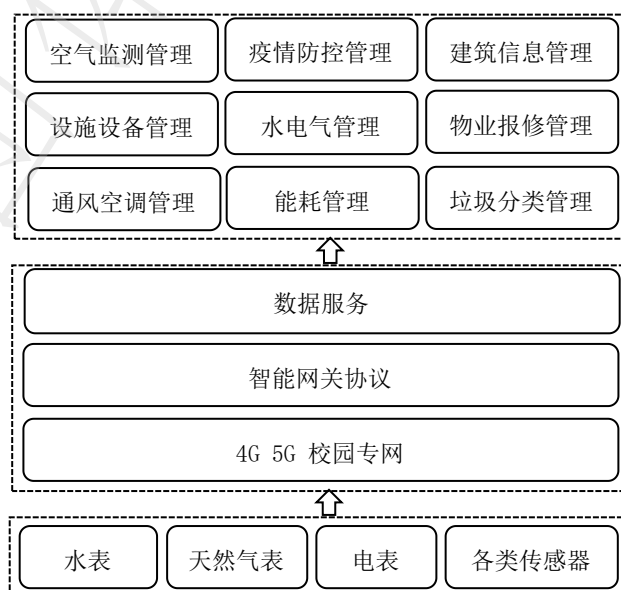 空气监测管理 疫情防控管理 建筑信息管理
设施设备管理 水电气管理 物业报修管理
通风空调管理 能耗管理 垃圾分类管理
数据服务
智能网关协议
4G 5G 校园专网
水表 天然气表 电表 各类传感器